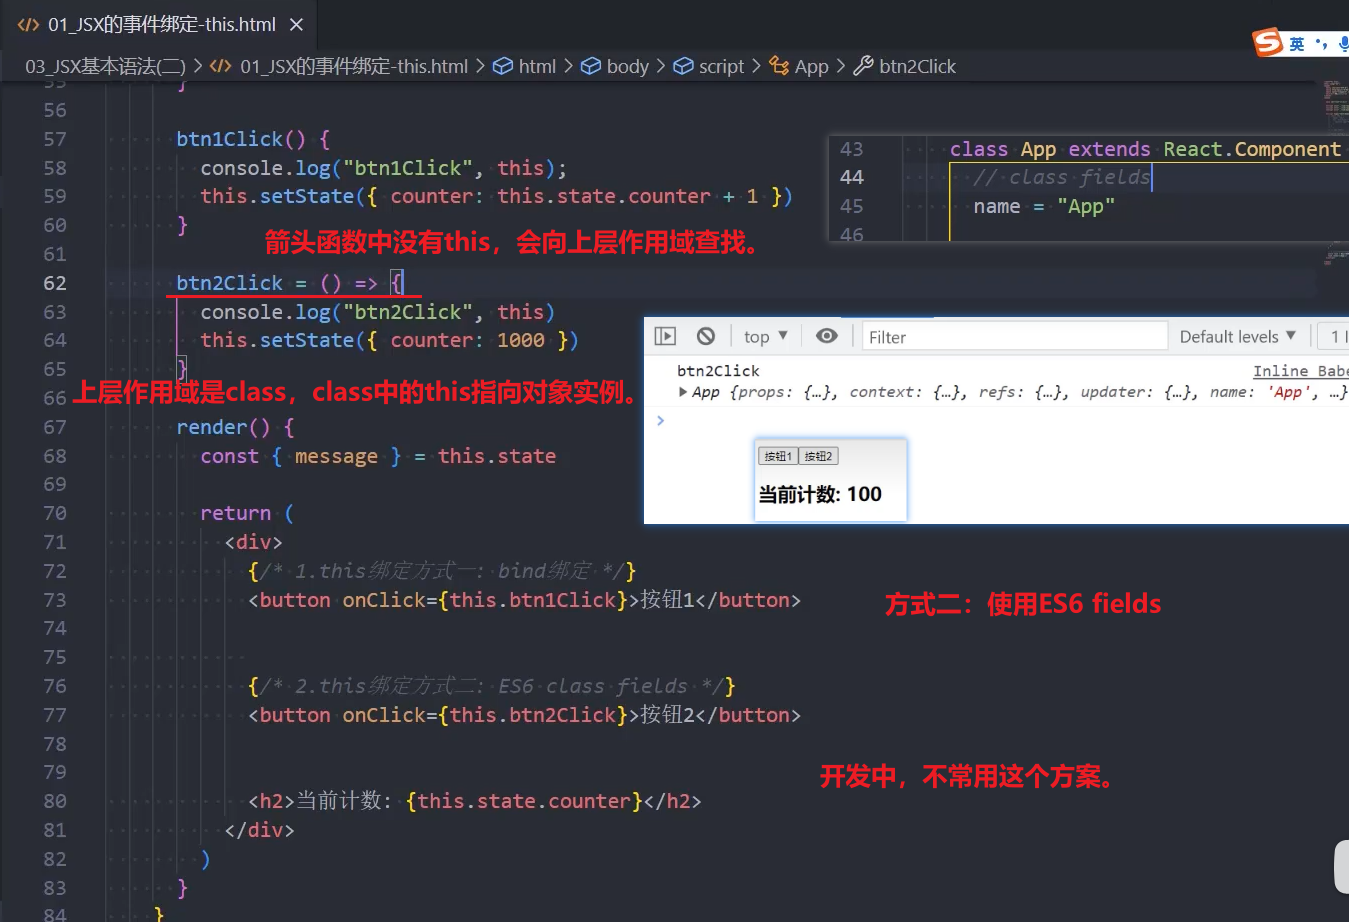 01_JSX的事件绑定-this.html
英
03_JSX基本语法(二) > 01_JSX的事件绑定-this.html > html > body > script > App > btn2Click
55 }
56
57 btn1Click() {
58 console.log("btn1Click", this);
59 this.setState({ counter: this.state.counter + 1 })
60 }
箭头函数中没有this，会向上层作用域查找。
61
62 btn2Click = () => {
63 console.log("btn2Click", this)
64 this.setState({ counter: 1000 })
65 }
上层作用域是class，class中的this指向对象实例。
66
67 render() {
68 const { message } = this.state
69
70 return (
71 <div>
72 {/* 1.this绑定方式一: bind绑定 */}
73 <button onClick={this.btn1Click}>按钮1</button>
方式二：使用ES6 fields
74
75
76 {/* 2.this绑定方式二: ES6 class fields */}
77 <button onClick={this.btn2Click}>按钮2</button>
78
79
开发中，不常用这个方案。
80 <h2>当前计数: {this.state.counter}</h2>
81 </div>
82 )
83 }
84 }
43 class App extends React.Component
44 // class fields
45 name = "App"
46
top Filter Default levels 1
btn2Click Inline Babe
App {props: {…}, context: {…}, refs: {…}, updater: {…}, name: 'App', …}
按钮1 按钮2
当前计数: 100